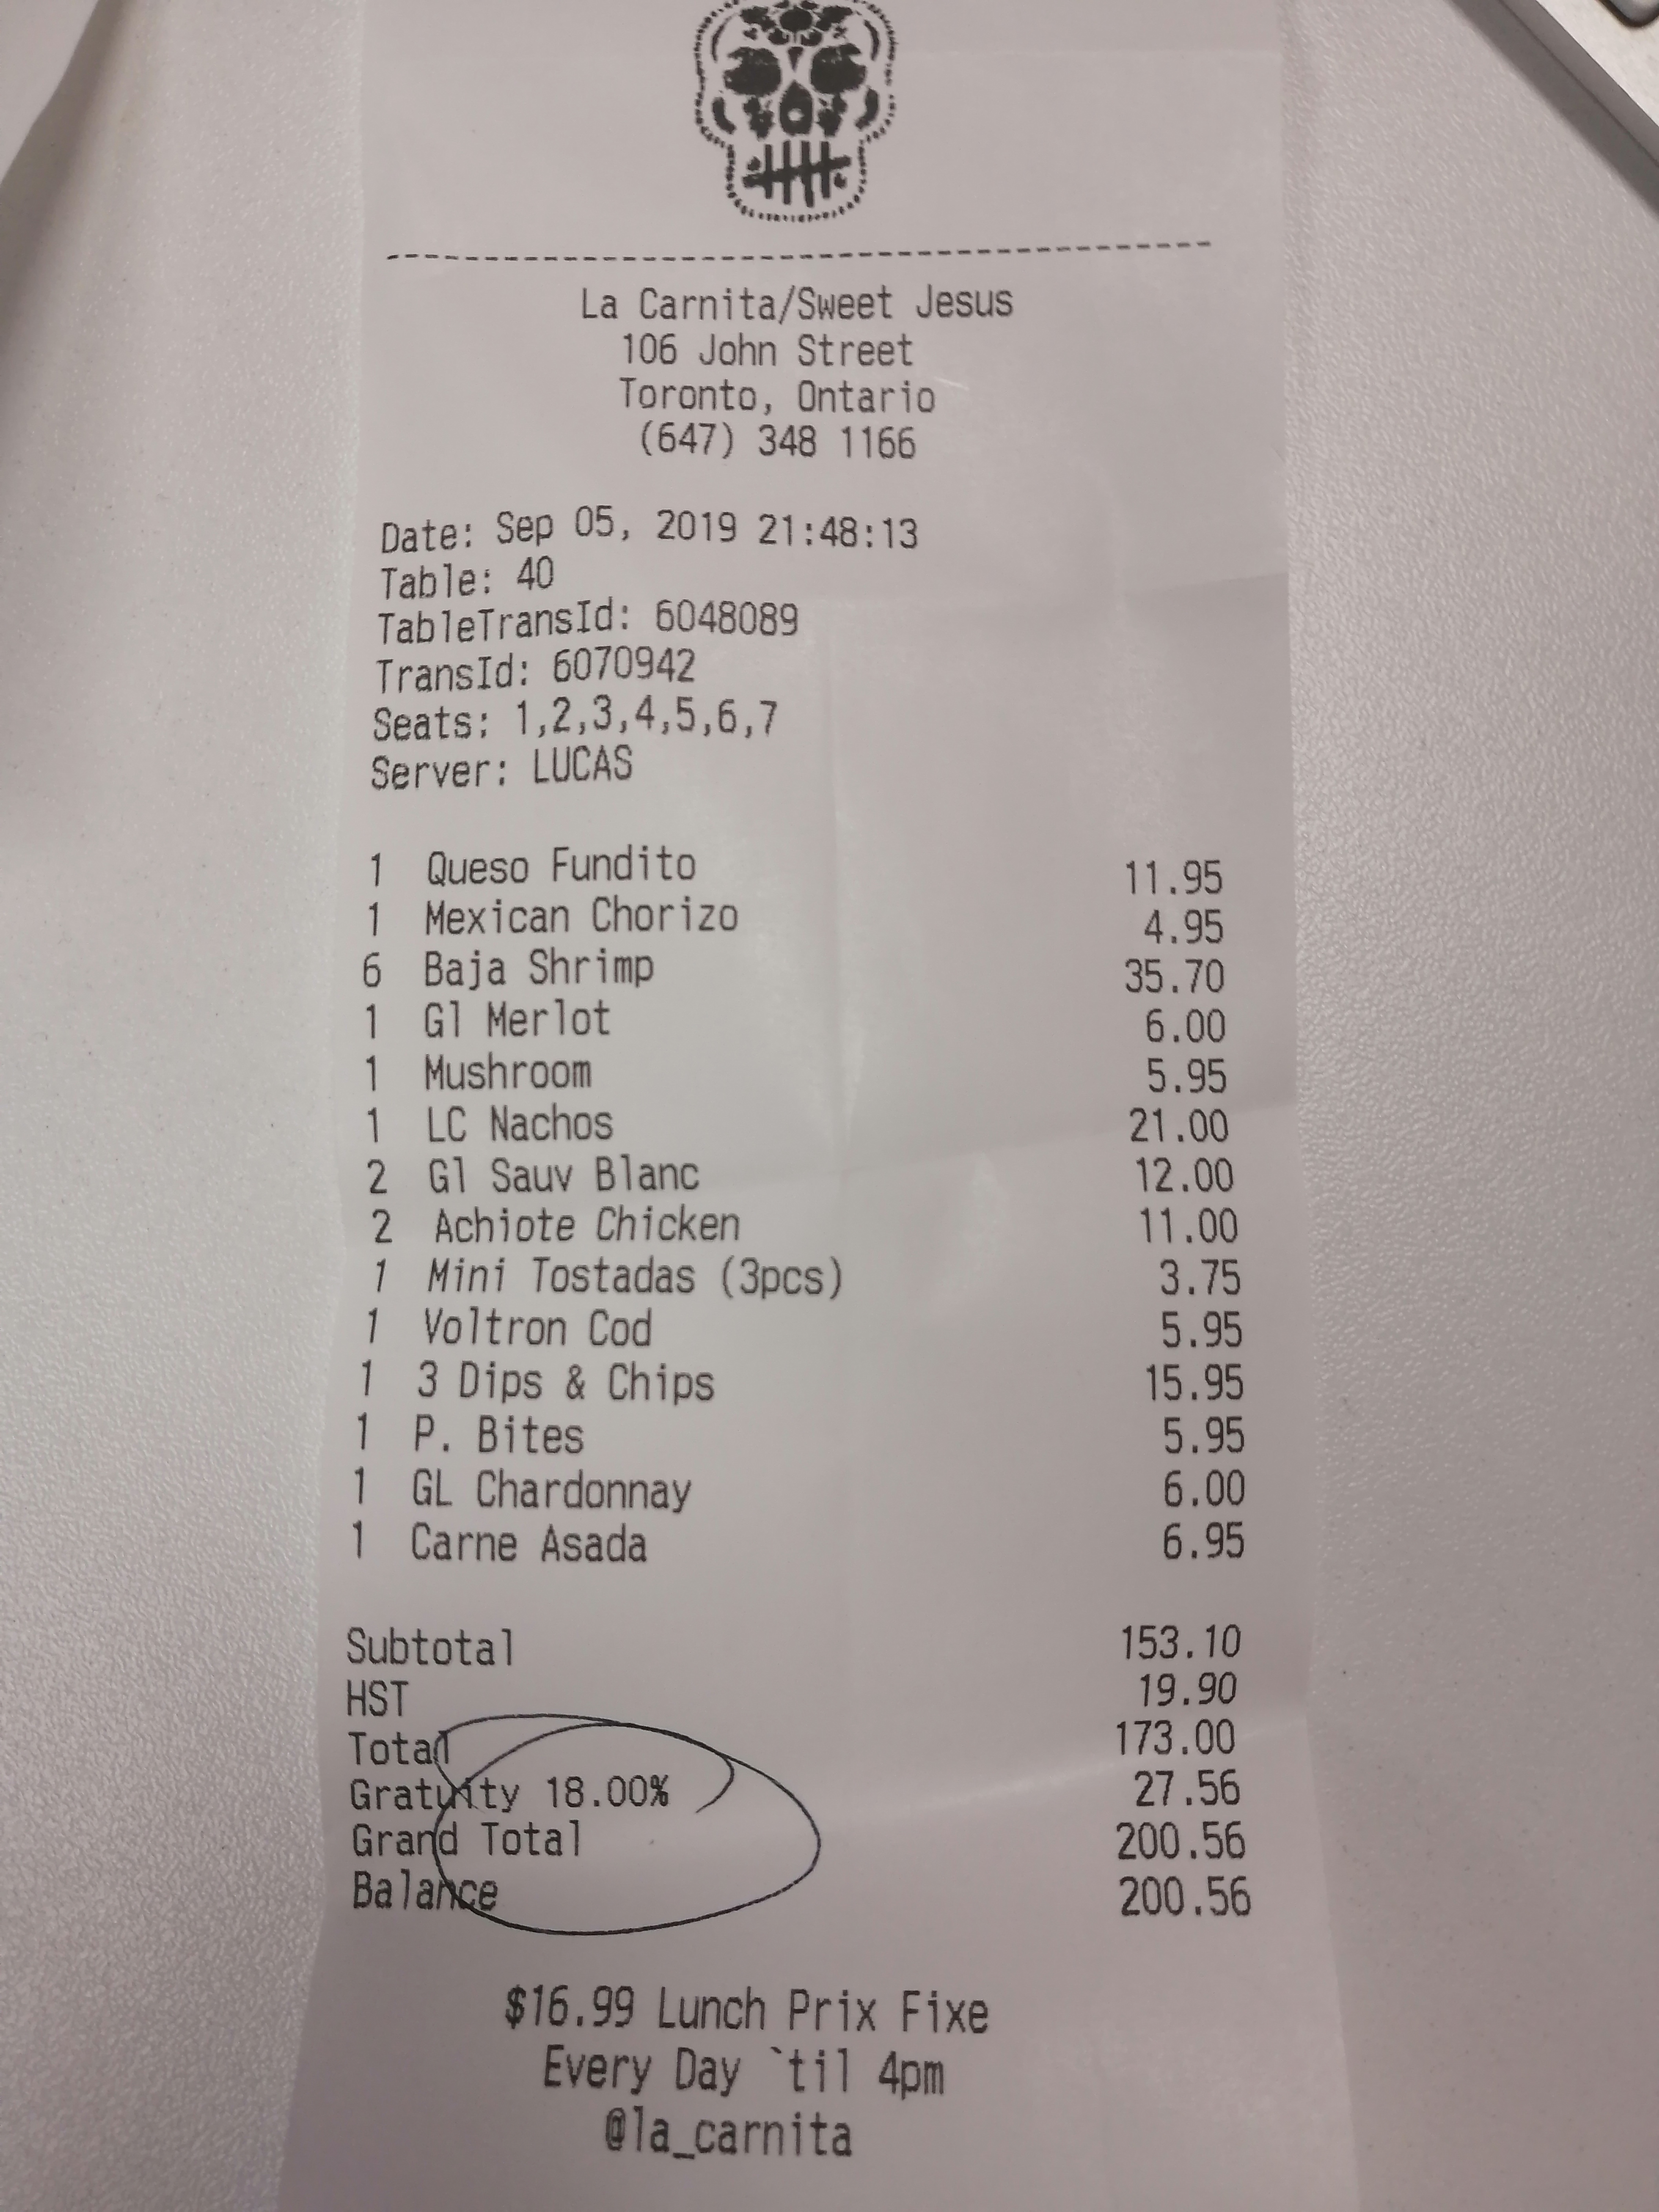 La Carnita/Sweet Jesus
106 John Street
Toronto, Ontario
(647) 348 1166
Date: Sep 05, 2019 21:48:13
Table: 40
TableTransId: 6048089
TransId: 6070942
Seats: 1,2,3,4,5,6,7
Server: LUCAS
1 Queso Fundito 11.95
1 Mexican Chorizo 4.95
6 Baja Shrimp 35.70
1 Gl Merlot 6.00
1 Mushroom 5.95
1 LC Nachos 21.00
2 Gl Sauv Blanc 12.00
2 Achiote Chicken 11.00
1 Mini Tostadas (3pcs) 3.75
1 Voltron Cod 5.95
1 3 Dips & Chips 15.95
1 P. Bites 5.95
1 GL Chardonnay 6.00
1 Carne Asada 6.95
Subtotal 153.10
HST 19.90
Total 173.00
Gratuity 18.00% 27.56
Grand Total 200.56
Balance 200.56
$16.99 Lunch Prix Fixe
Every Day `til 4pm
@la_carnita